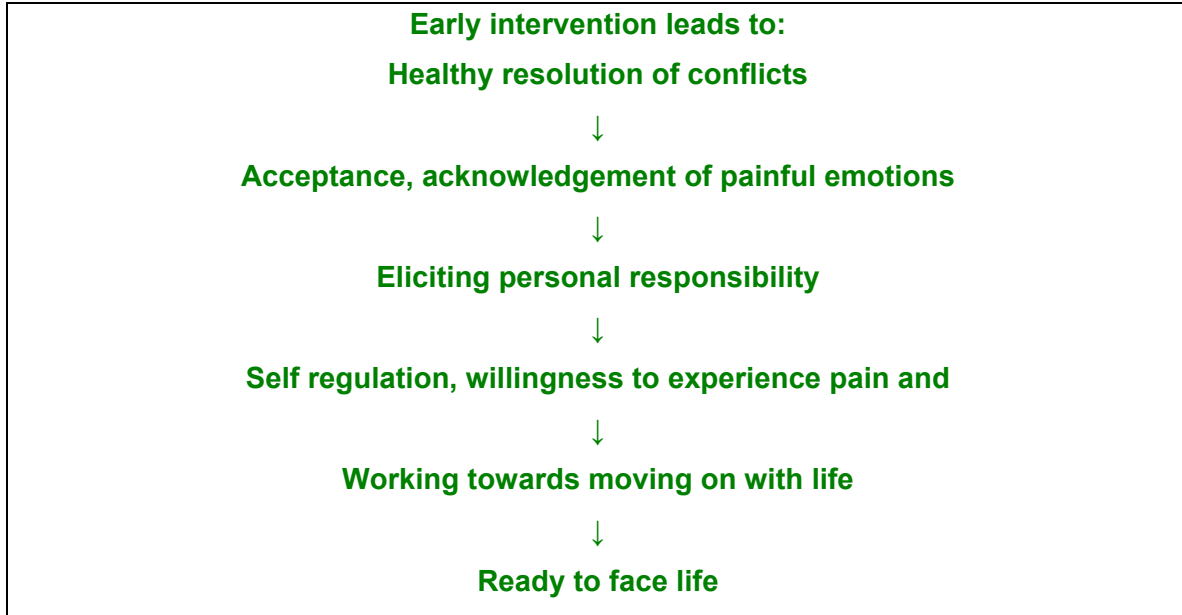 Early intervention leads to:
Healthy resolution of conflicts
↓
Acceptance, acknowledgement of painful emotions
↓
Eliciting personal responsibility
↓
Self regulation, willingness to experience pain and
↓
Working towards moving on with life
↓
Ready to face life